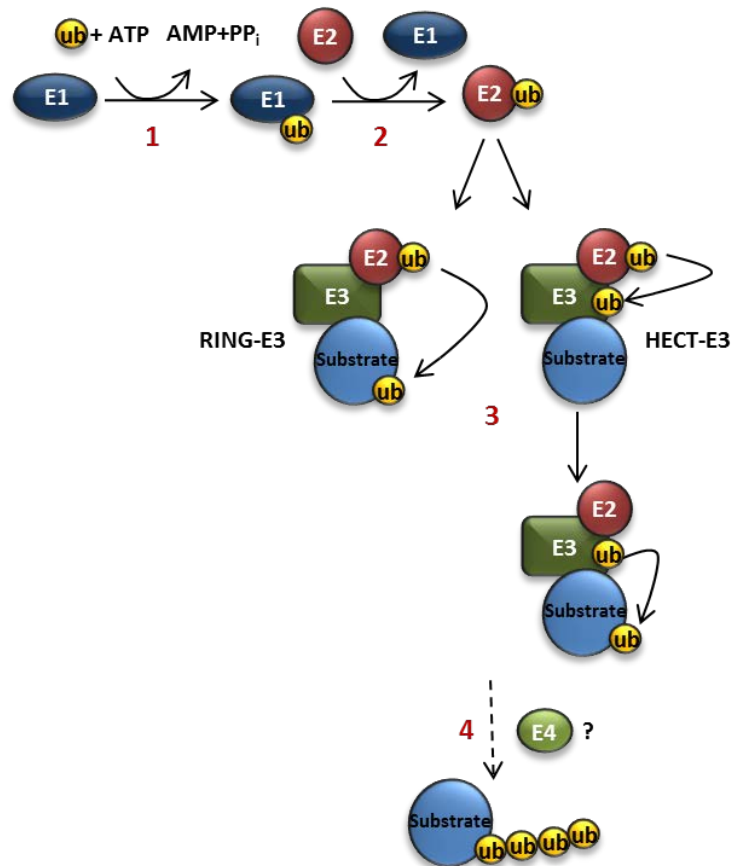 ub + ATP AMP+PPi E2 E1
E1 E1 ub E2 ub
1 2
E2 ub E2 ub
E3 E3 ub
RING-E3 Substrate Substrate HECT-E3
ub
3
E2
E3 ub
Substrate
ub
4 E4 ?
Substrate
ub ub ub ub